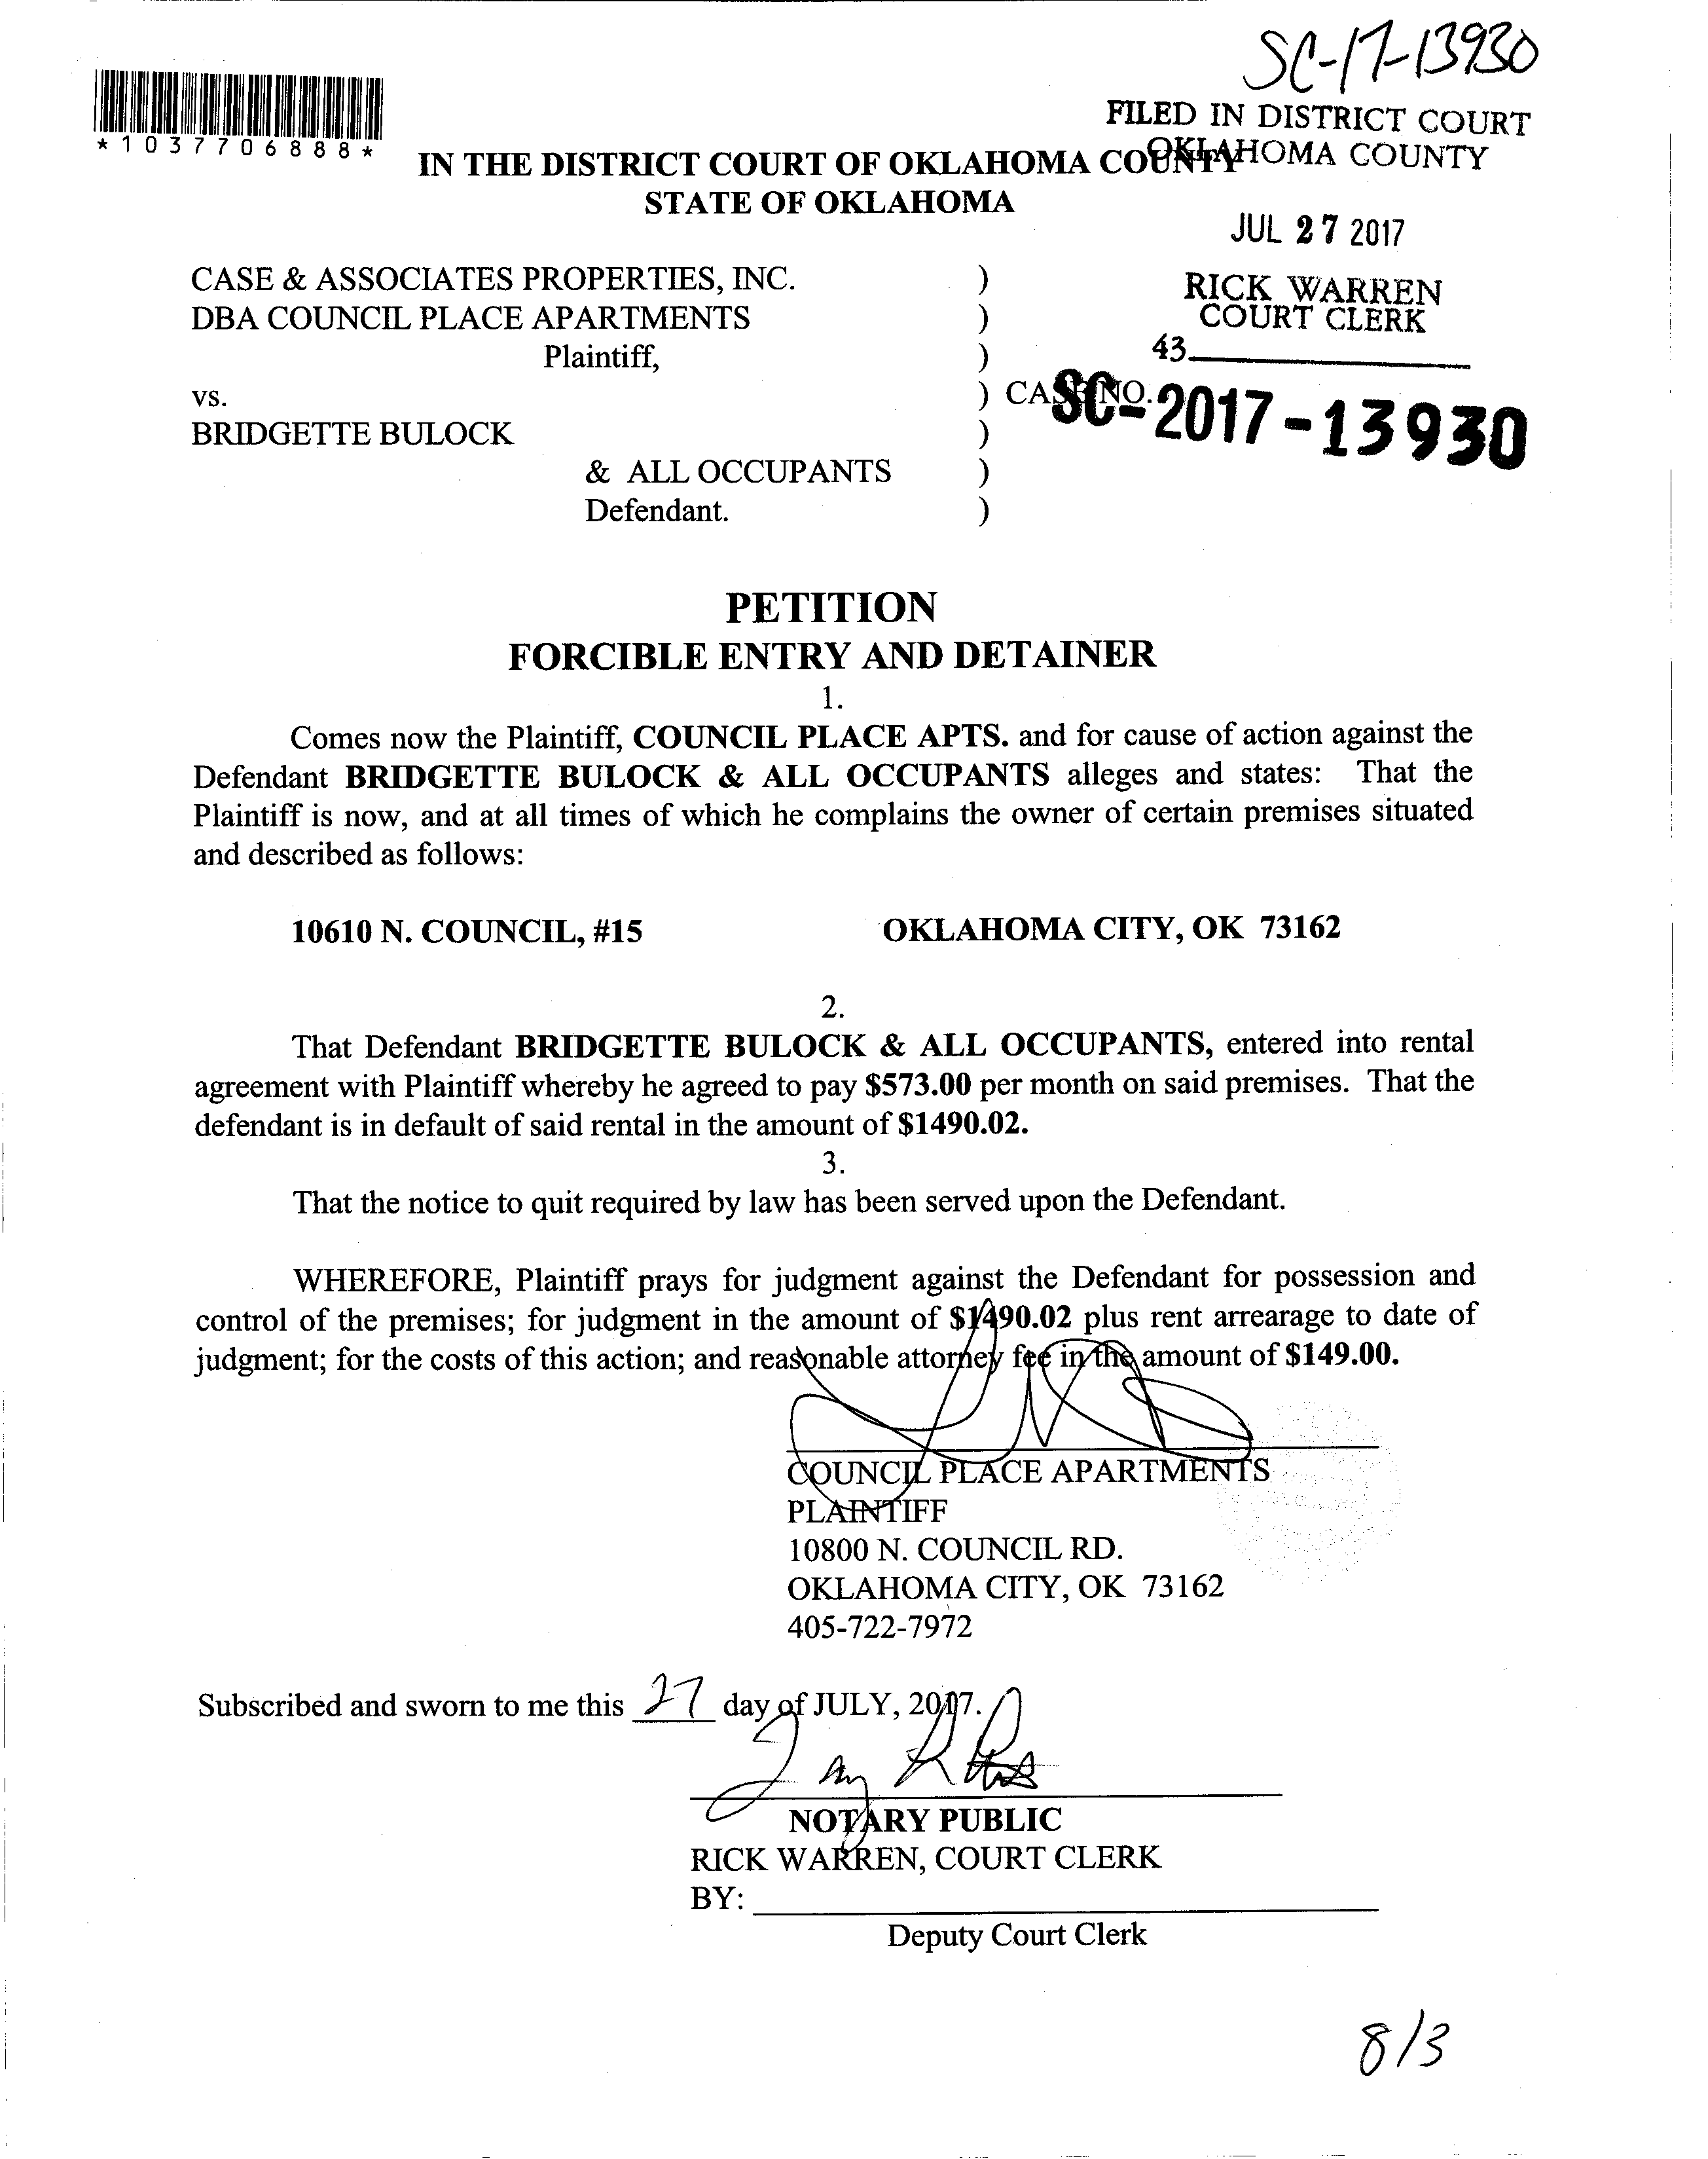 SC-17-13930
*1037706888*
FILED IN DISTRICT COURT
OKLAHOMA COUNTY
IN THE DISTRICT COURT OF OKLAHOMA COUNTY
STATE OF OKLAHOMA
JUL 27 2017
CASE & ASSOCIATES PROPERTIES, INC. )
DBA COUNCIL PLACE APARTMENTS )
Plaintiff, )
RICK WARREN
COURT CLERK
43
vs. ) CASE NO. SC-2017-13930
BRIDGETTE BULOCK )
& ALL OCCUPANTS )
Defendant. )
PETITION
FORCIBLE ENTRY AND DETAINER
1.
Comes now the Plaintiff, COUNCIL PLACE APTS. and for cause of action against the
Defendant BRIDGETTE BULOCK & ALL OCCUPANTS alleges and states: That the
Plaintiff is now, and at all times of which he complains the owner of certain premises situated
and described as follows:
10610 N. COUNCIL, #15 OKLAHOMA CITY, OK 73162
2.
That Defendant BRIDGETTE BULOCK & ALL OCCUPANTS, entered into rental
agreement with Plaintiff whereby he agreed to pay $573.00 per month on said premises. That the
defendant is in default of said rental in the amount of $1490.02.
3.
That the notice to quit required by law has been served upon the Defendant.
WHEREFORE, Plaintiff prays for judgment against the Defendant for possession and
control of the premises; for judgment in the amount of $1490.02 plus rent arrearage to date of
judgment; for the costs of this action; and reasonable attorney fee in the amount of $149.00.
COUNCIL PLACE APARTMENTS
PLAINTIFF
10800 N. COUNCIL RD.
OKLAHOMA CITY, OK 73162
405-722-7972
Subscribed and sworn to me this 27 day of JULY, 2017.
NOTARY PUBLIC
RICK WARREN, COURT CLERK
BY:
Deputy Court Clerk
8/3